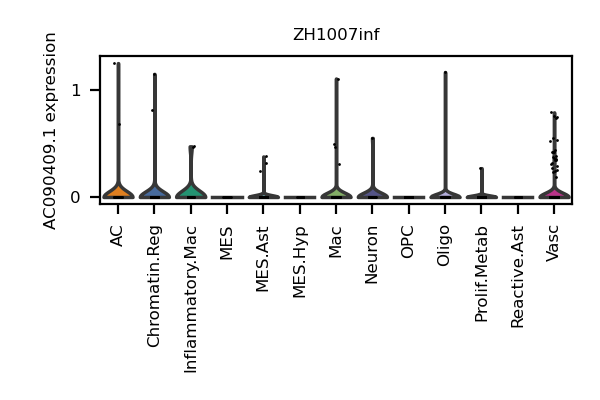 ZH1007inf
AC090409.1 expression
1
0
AC
Chromatin.Reg
Inflammatory.Mac
MES
MES.Ast
MES.Hyp
Mac
Neuron
OPC
Oligo
Prolif.Metab
Reactive.Ast
Vasc